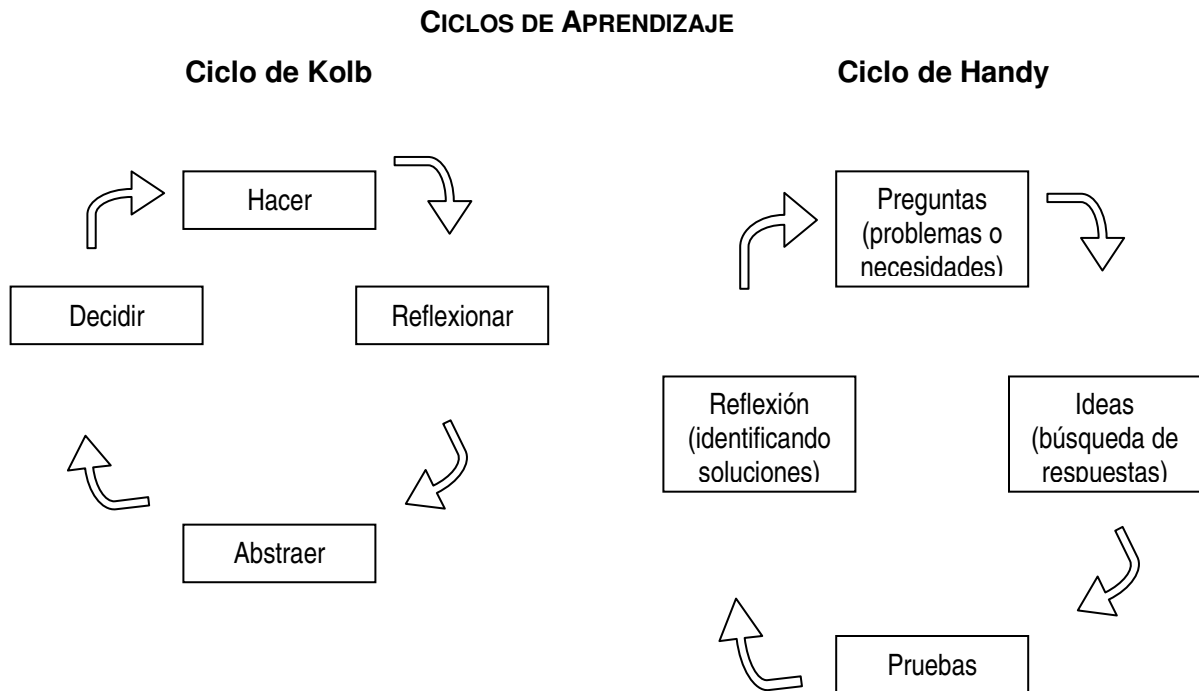 CICLOS DE APRENDIZAJE
Ciclo de Kolb
Ciclo de Handy
Hacer
Decidir
Reflexionar
Abstraer
Preguntas
(problemas o
necesidades)
Reflexión
(identificando
soluciones)
Ideas
(búsqueda de
respuestas)
Pruebas